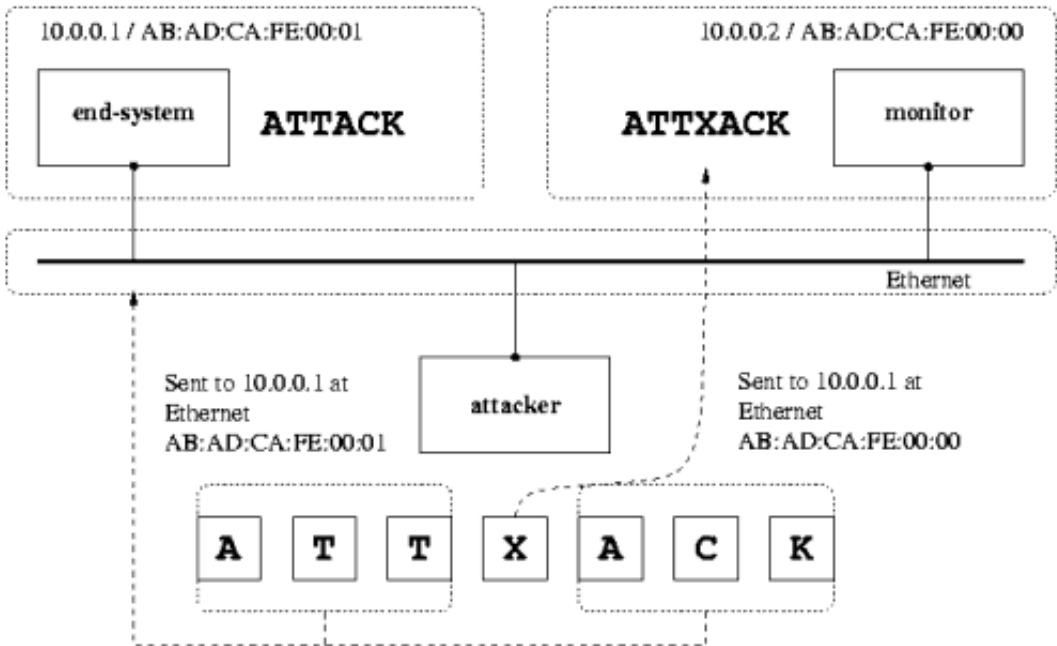 10.0.0.1 / AB:AD:CA:FE:00:01
10.0.0.2 / AB:AD:CA:FE:00:00
end-system
ATTACK
ATTXACK
monitor
Ethernet
Sent to 10.0.0.1 at
Ethernet
AB:AD:CA:FE:00:01
attacker
Sent to 10.0.0.1 at
Ethernet
AB:AD:CA:FE:00:00
A T T X A C K